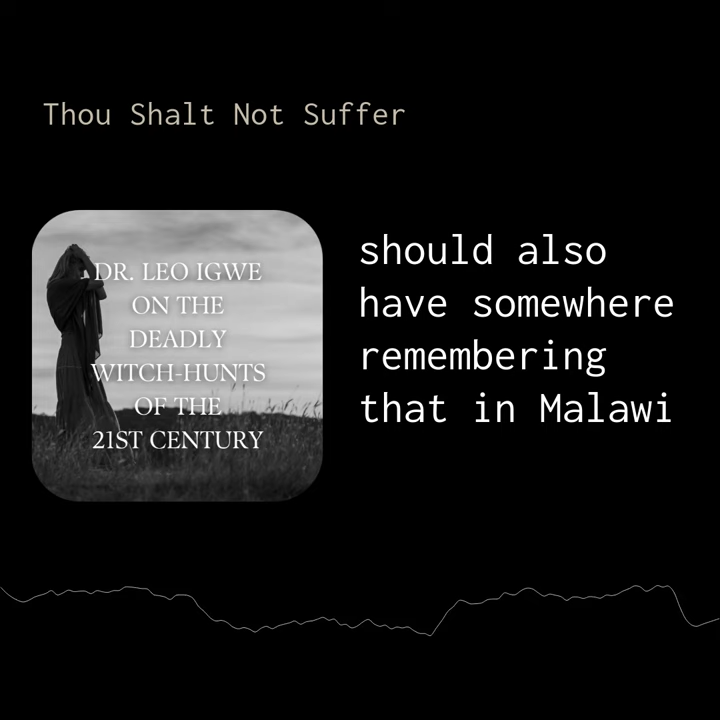 Thou Shalt Not Suffer
DR. LEO IGWE
ON THE
DEADLY
WITCH-HUNTS
OF THE
21ST CENTURY
should also
have somewhere
remembering
that in Malawi